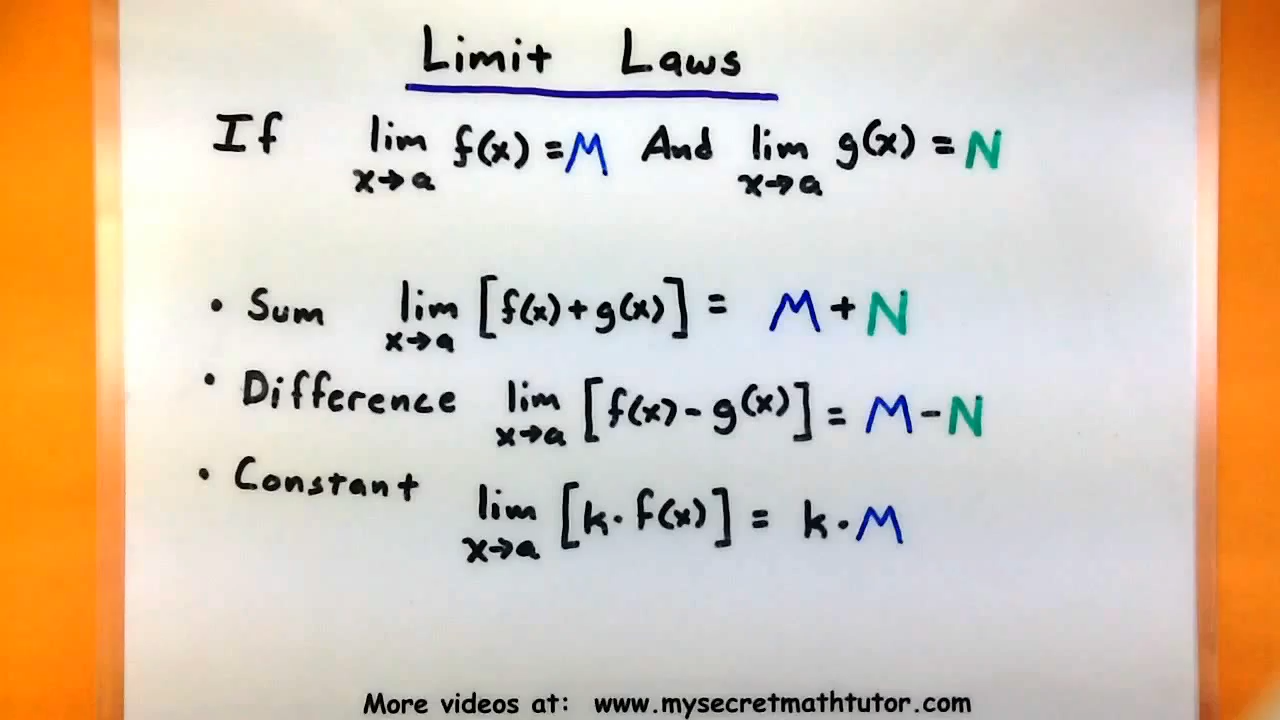 Limit Laws
If lim x→a f(x) = M And lim x→a g(x) = N
• Sum lim x→a [f(x) + g(x)] = M + N
• Difference lim x→a [f(x) - g(x)] = M - N
• Constant lim x→a [k · f(x)] = k · M
More videos at: www.mysecretmathtutor.com